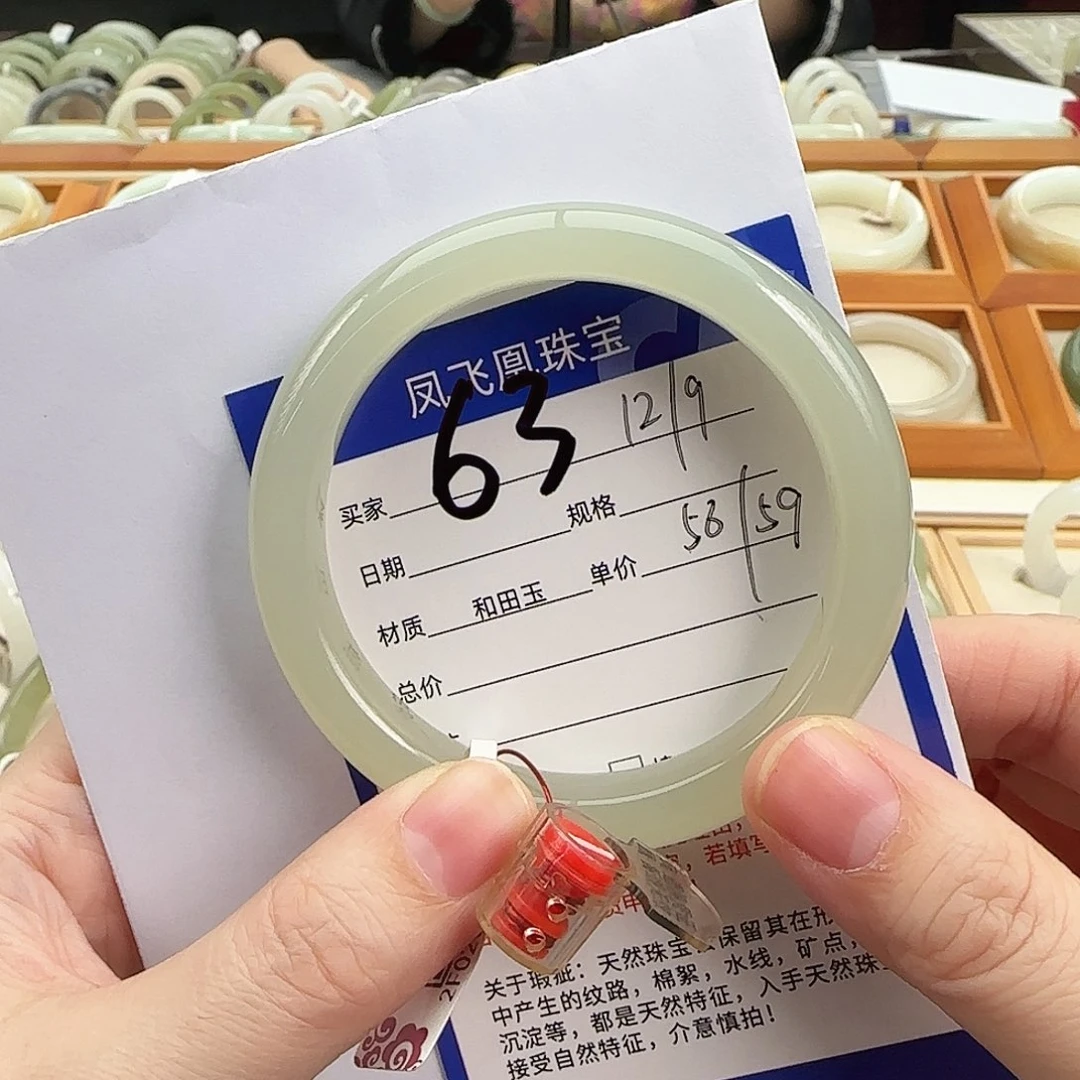 凤飞凰珠宝
63 12/9
买家
日期 规格 56/59
材质 和田玉 单价
总价
若填写
关于瑕疵：天然珠宝 保留其在形
中产生的纹路，棉絮，水线，矿点，
沉淀等，都是天然特征，入手天然珠
接受自然特征，介意慎拍！